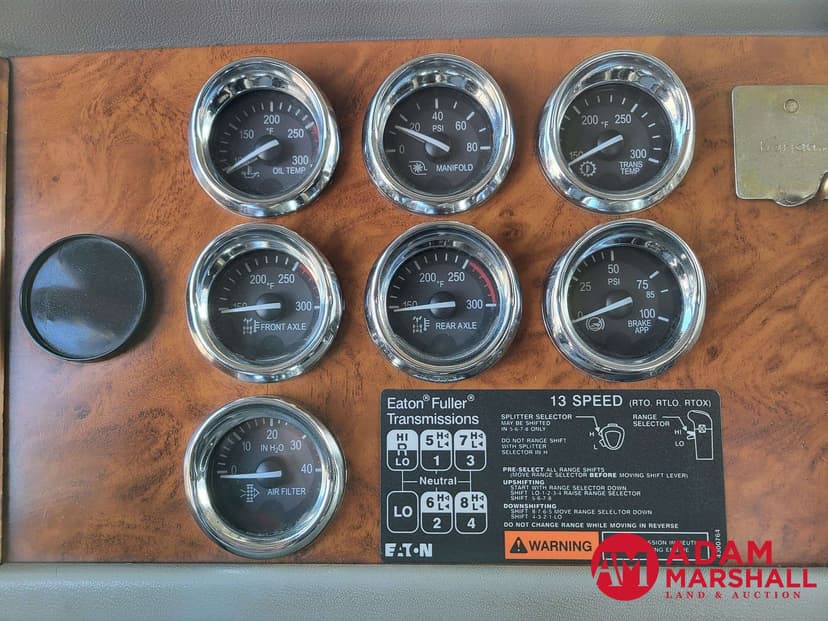 200
150
250
°F
300
OIL TEMP
40
20
60
PSI
0
80
MANIFOLD
200
250
°F
150
300
TRANS
TEMP
200
250
°F
150
300
FRONT AXLE
200
250
°F
150
300
REAR AXLE
50
25
PSI
75
85
0
100
BRAKE
APP
20
10
30
IN H₂O
0
40
AIR FILTER
Eaton® Fuller®
Transmissions
13 SPEED (RTO, RTLO, RTOX)
SPLITTER SELECTOR
MAY BE SHIFTED
IN 5-6-7-8 ONLY
H
L
RANGE
SELECTOR
HI
LO
DO NOT RANGE SHIFT
WITH SPLITTER
SELECTOR IN H
HI
R
LO
5 H
L
1
7 H
L
3
Neutral
LO
6 H
L
2
8 H
L
4
PRE-SELECT ALL RANGE SHIFTS
(MOVE RANGE SELECTOR BEFORE MOVING SHIFT LEVER)
UPSHIFTING
START WITH RANGE SELECTOR DOWN
SHIFT LO-1-2-3-4 RAISE RANGE SELECTOR
SHIFT 5-6-7-8
DOWNSHIFTING
SHIFT 8-7-6-5 MOVE RANGE SELELTOR DOWN
SHIFT 4-3-2-1 LO
DO NOT CHANGE RANGE WHILE MOVING IN REVERSE
EATON
WARNING
4300764
AM
ADAM
MARSHALL
LAND & AUCTION